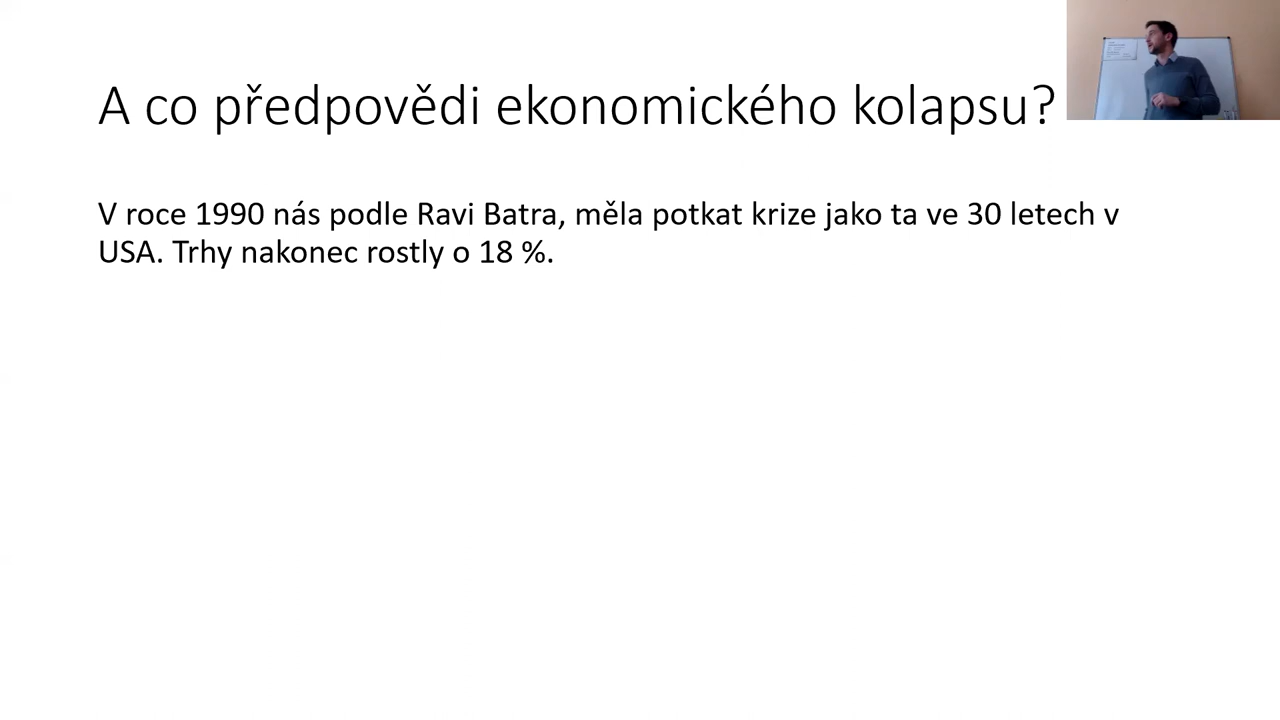 A co předpovědi ekonomického kolapsu?
V roce 1990 nás podle Ravi Batra, měla potkat krize jako ta ve 30 letech v
USA. Trhy nakonec rostly o 18 %.